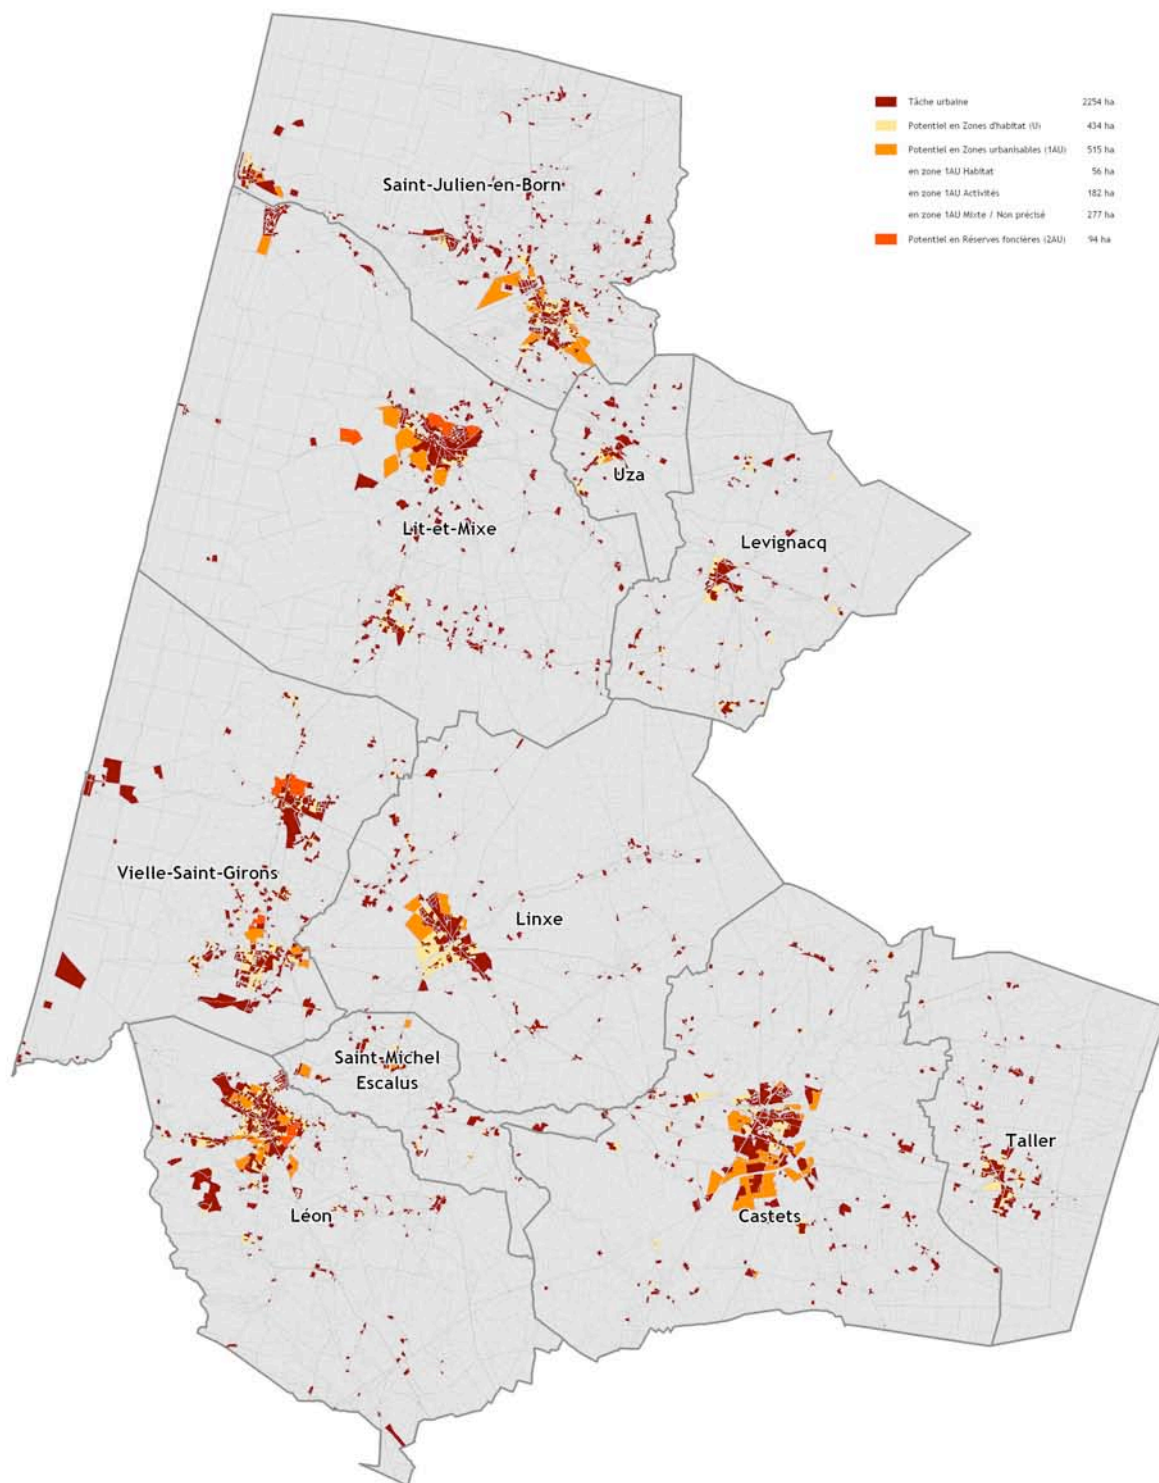 Tâche urbaine 2254 ha
Potentiel en Zones d'habitat (U) 434 ha
Potentiel en Zones urbanisables (1AU) 515 ha
en zone 1AU Habitat 56 ha
en zone 1AU Activités 182 ha
en zone 1AU Mixte / Non précisé 277 ha
Potentiel en Réserves foncières (2AU) 94 ha
Saint-Julien-en-Born
Uza
Lit-et-Mixe
Levignacq
Vielle-Saint-Girons
Linxe
Saint-Michel
Escalus
Taller
Léon
Castets